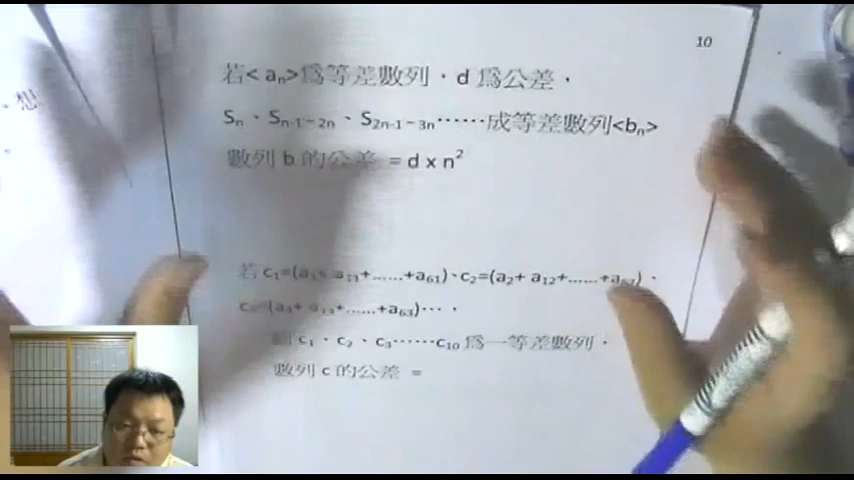 10
想
若<aₙ>為等差數列，d 為公差，
Sₙ、Sₙ₋₁₋₂ₙ、S₂ₙ₋₁₋₃ₙ……成等差數列<bₙ>
數列 b 的公差 = d x n²
若 c₁=(a₁+ a₁₁+……+a₆₁)、c₂=(a₂+ a₁₂+……+a₆₂)、
c₃=(a₃+ a₁₃+……+a₆₃)…，
c₁、c₂、c₃……c₁₀ 為一等差數列，
數列 c 的公差 =